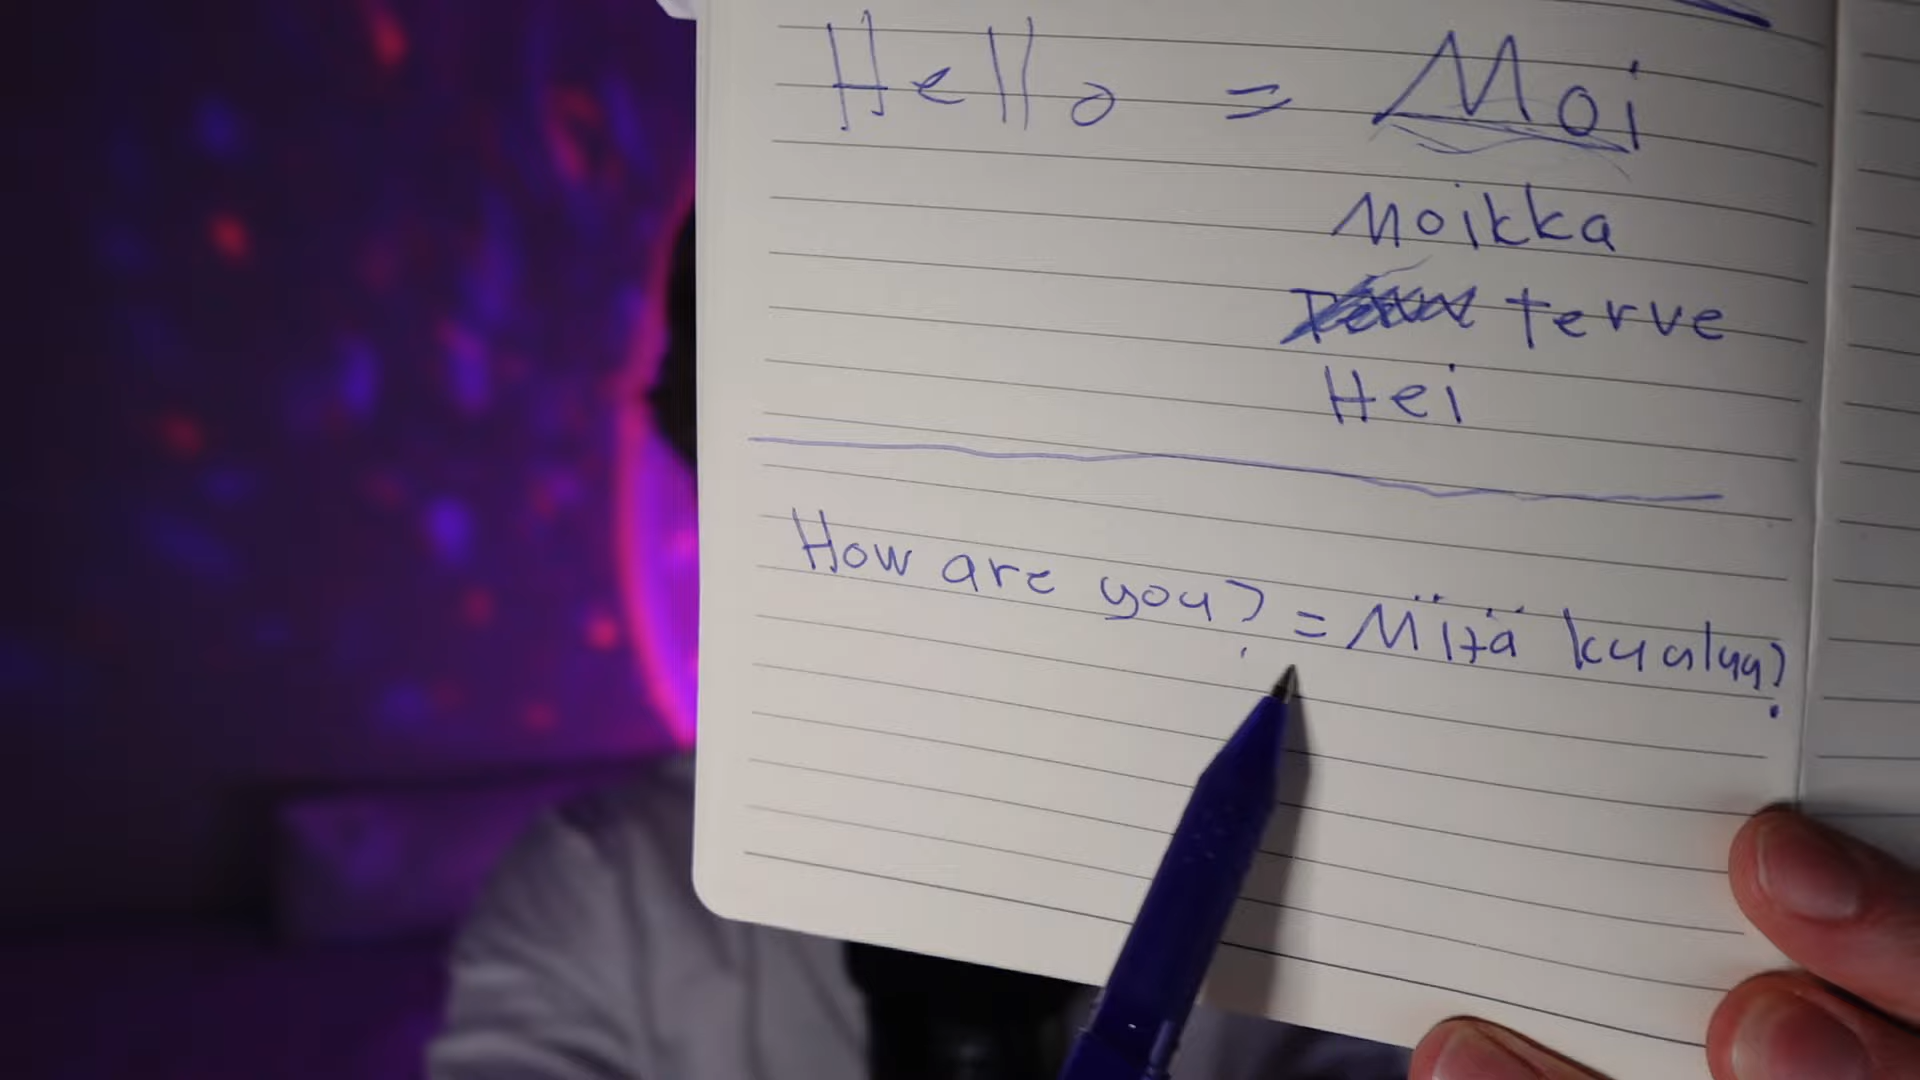 Hello = Moi
Moikka
terve
Hei
How are you? = Mitä kuuluu?